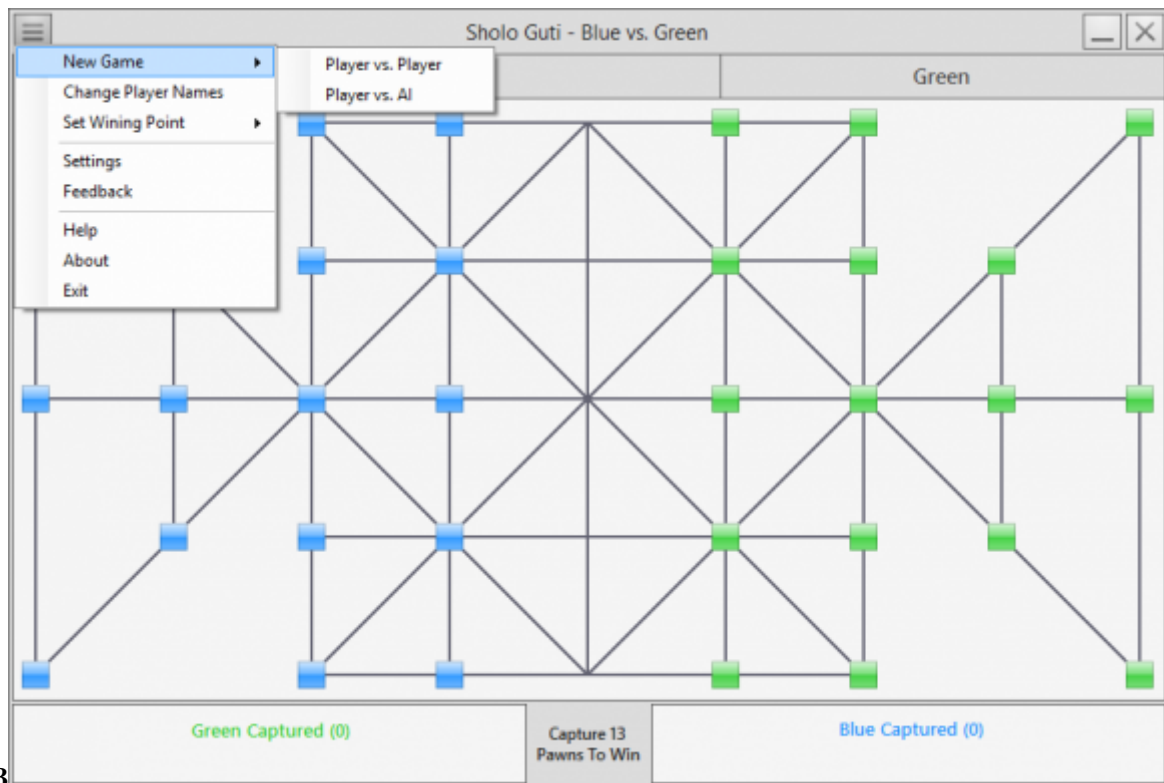 Sholo Guti - Blue vs. Green
New Game
Player vs. Player
Green
Change Player Names
Player vs. AI
Set Wining Point
Settings
Feedback
Help
About
Exit
Green Captured (0)
Capture 13
Pawns To Win
Blue Captured (0)